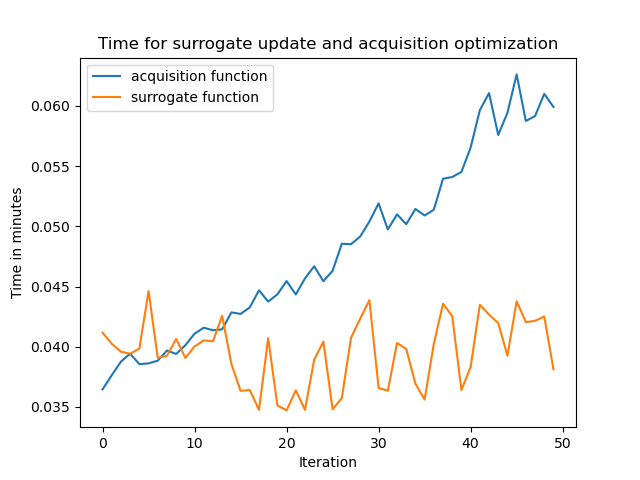 Time for surrogate update and acquisition optimization
acquisition function
surrogate function
0.060
0.055
0.050
0.045
0.040
0.035
Time in minutes
0 10 20 30 40 50
Iteration